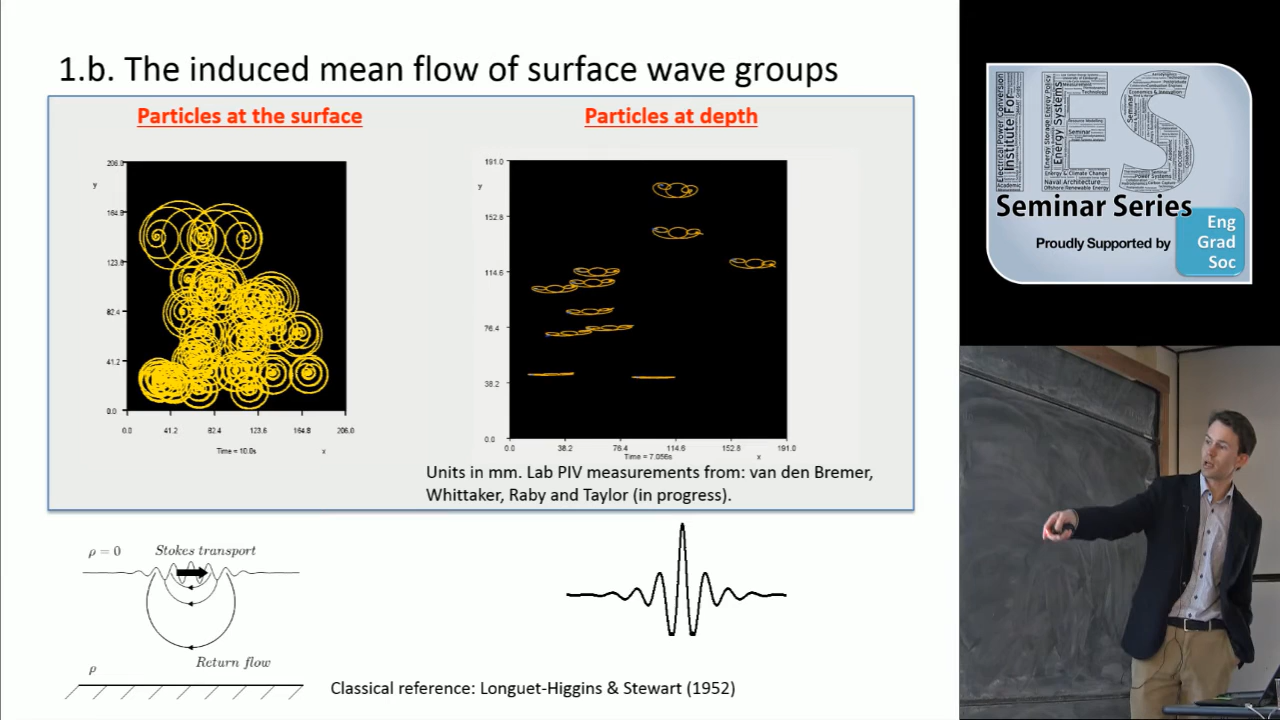 1.b. The induced mean flow of surface wave groups
Particles at the surface
206.0
y
164.8
123.6
82.4
41.2
0.0
0.0 41.2 82.4 123.6 164.8 206.0
Time = 10.0s x
Particles at depth
191.0
y
152.8
114.6
76.4
38.2
0.0
0.0 38.2 76.4 114.6 152.8 191.0
Time = 7.056s x
Units in mm. Lab PIV measurements from: van den Bremer,
Whittaker, Raby and Taylor (in progress).
ρ = 0 Stokes transport
Return flow
ρ
Classical reference: Longuet-Higgins & Stewart (1952)
Institute For
Energy Systems
Seminar Series
Proudly Supported by
Eng
Grad
Soc